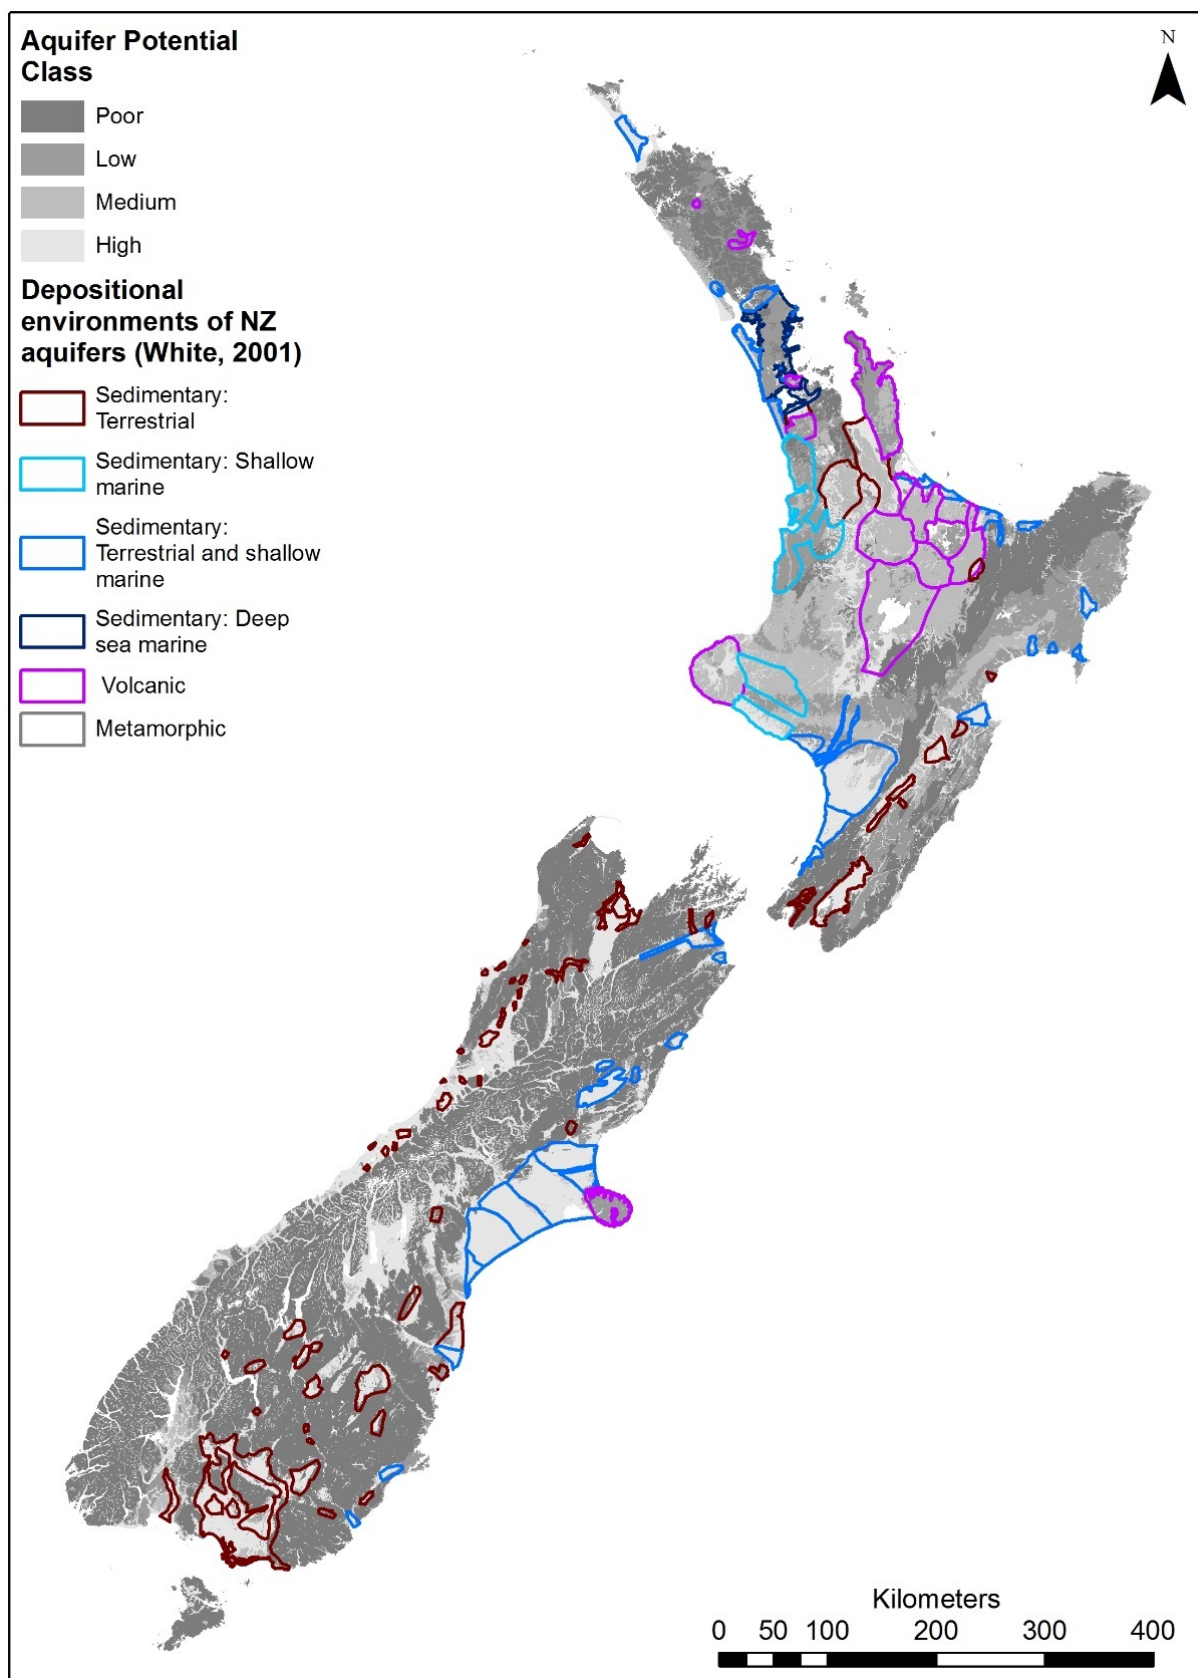 Aquifer Potential
Class
Poor
Low
Medium
High
Depositional
environments of NZ
aquifers (White, 2001)
Sedimentary:
Terrestrial
Sedimentary: Shallow
marine
Sedimentary:
Terrestrial and shallow
marine
Sedimentary: Deep
sea marine
Volcanic
Metamorphic
N
Kilometers
0 50 100 200 300 400